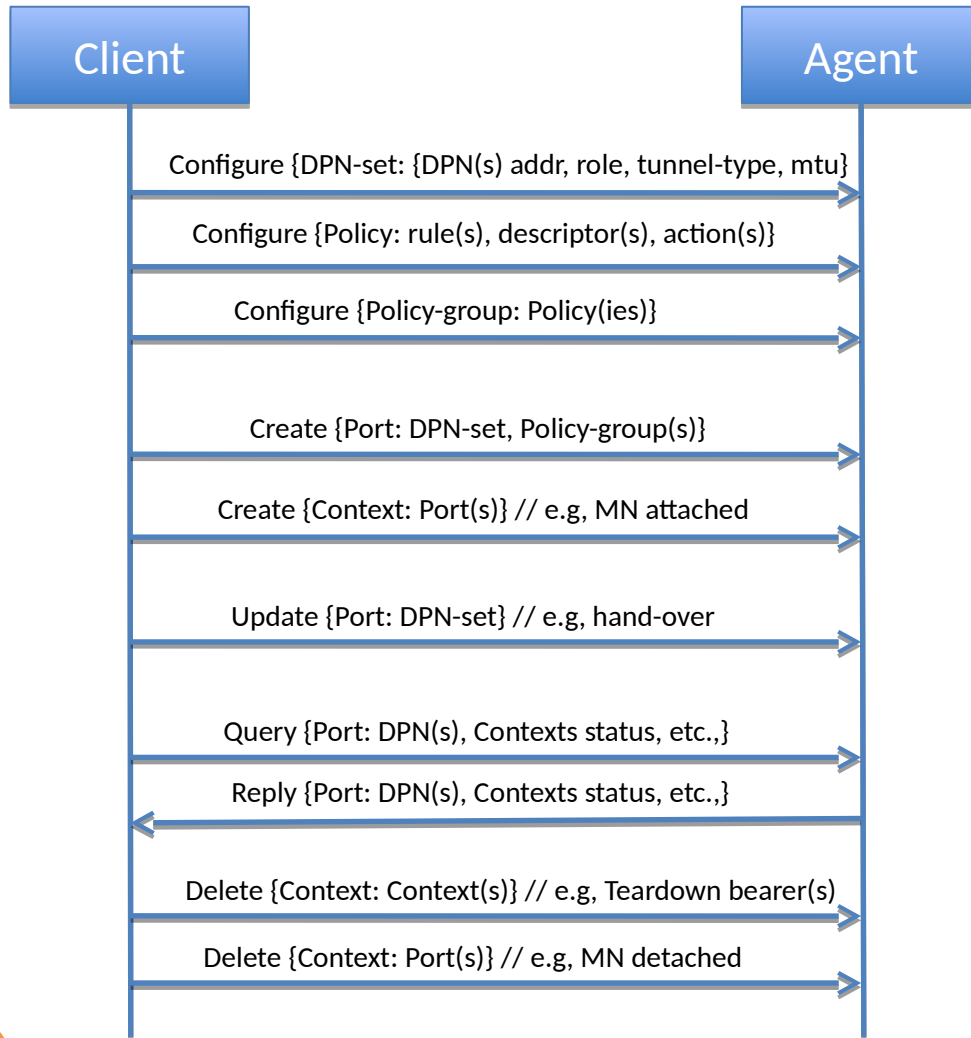 Client
Agent
Configure {DPN-set: {DPN(s) addr, role, tunnel-type, mtu}
Configure {Policy: rule(s), descriptor(s), action(s)}
Configure {Policy-group: Policy(ies)}
Create {Port: DPN-set, Policy-group(s)}
Create {Context: Port(s)} // e.g, MN attached
Update {Port: DPN-set} // e.g, hand-over
Query {Port: DPN(s), Contexts status, etc.,}
Reply {Port: DPN(s), Contexts status, etc.,}
Delete {Context: Context(s)} // e.g, Teardown bearer(s)
Delete {Context: Port(s)} // e.g, MN detached